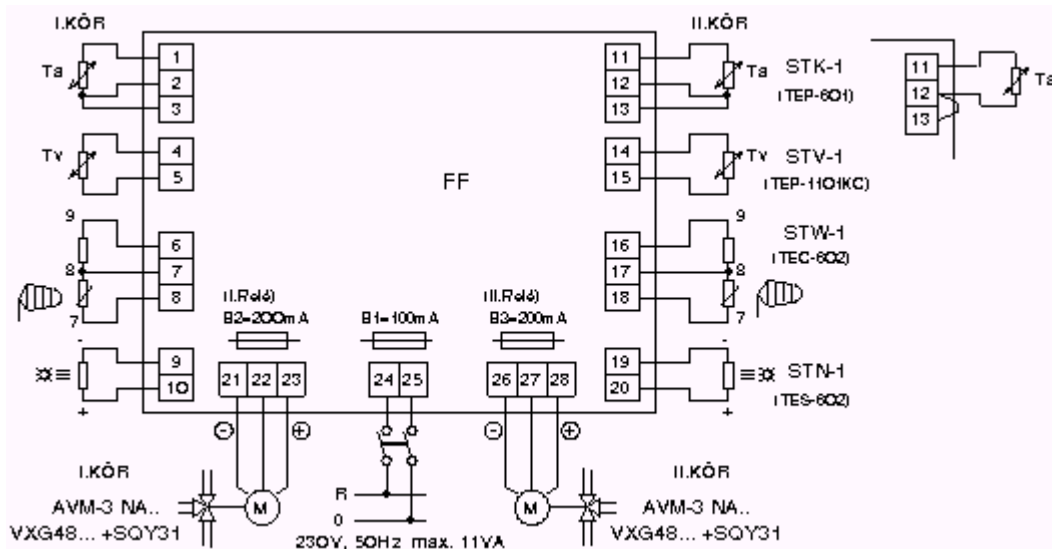 I.KÖR
II.KÖR
Ta
1
2
3
11
12
13
Ta
STK-1
(TEP-601)
11
12
13
Ta
Tv
4
5
FF
14
15
Tv
STV-1
(TEP-1101KC)
9
8
7
6
7
8
16
17
18
9
8
7
STW-1
(TEC-602)
(I.Relé)
B2=200mA
B1=100mA
(II.Relé)
B3=200mA
-
+
9
10
21 22 23
24 25
26 27 28
19
20
-
+
STN-1
(TES-602)
- +
- +
I.KÖR
AVM-3 NA..
VXG48... +SQY31
M
R
0
230V, 50Hz max. 11VA
M
II.KÖR
AVM-3 NA..
VXG48... +SQY31